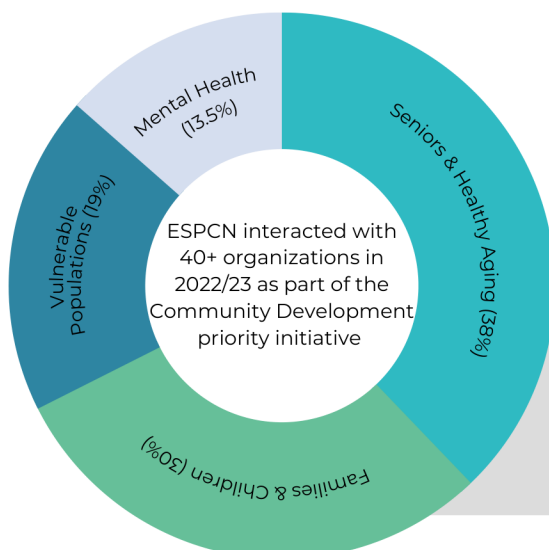 Mental Health
(13.5%)
Seniors & Healthy Aging (38%)
Vulnerable
Populations (19%)
ESPCN interacted with
40+ organizations in
2022/23 as part of the
Community Development
priority initiative
Families & Children (30%)